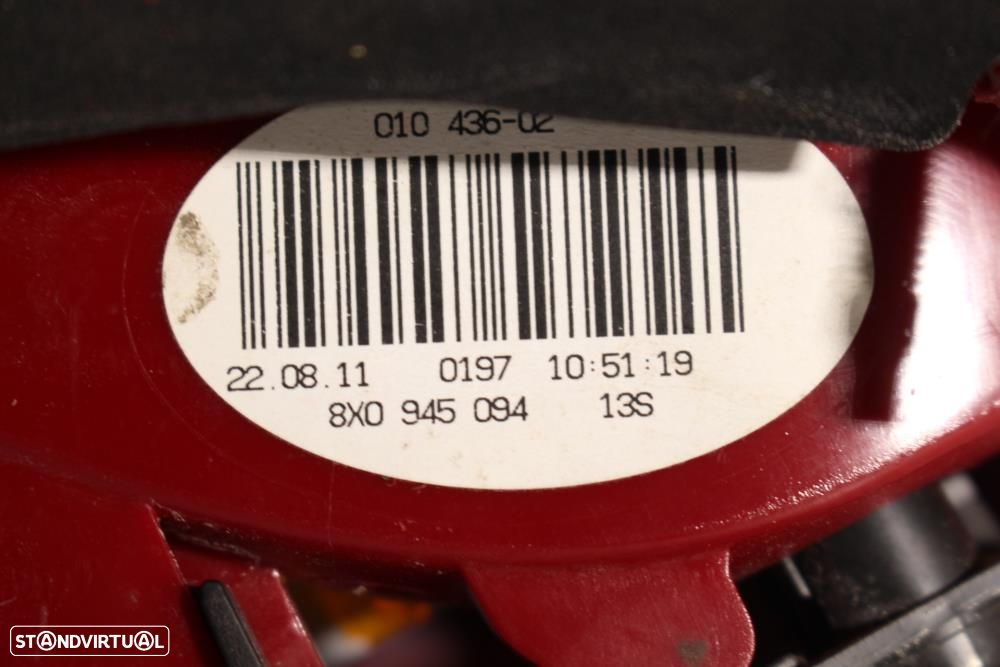 010 436-02
22.08.11 0197 10:51:19
8X0 945 094 13S
STANDVIRTUAL